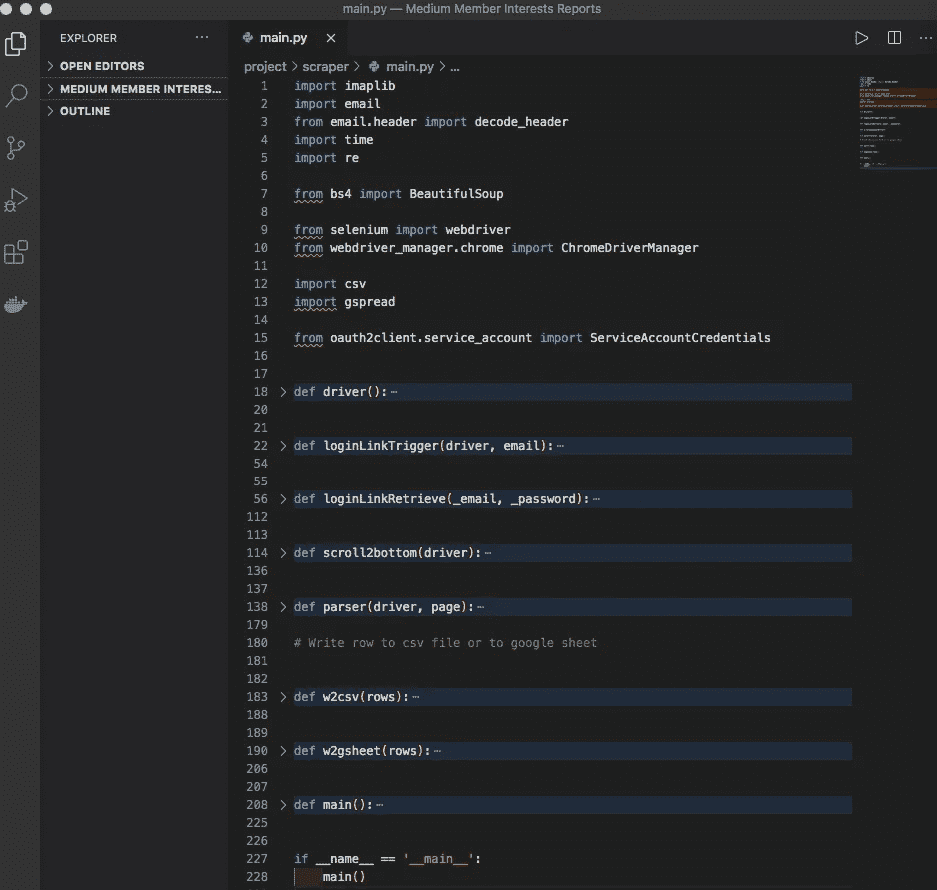 main.py — Medium Member Interests Reports
EXPLORER ···
main.py ×
> OPEN EDITORS
> MEDIUM MEMBER INTERES...
> OUTLINE
project > scraper > main.py > ...
1 import imaplib
2 import email
3 from email.header import decode_header
4 import time
5 import re
6
7 from bs4 import BeautifulSoup
8
9 from selenium import webdriver
10 from webdriver_manager.chrome import ChromeDriverManager
11
12 import csv
13 import gspread
14
15 from oauth2client.service_account import ServiceAccountCredentials
16
17
18 > def driver():⋯
20
21
22 > def loginLinkTrigger(driver, email):⋯
54
55
56 > def loginLinkRetrieve(_email, _password):⋯
112
113
114 > def scroll2bottom(driver):⋯
136
137
138 > def parser(driver, page):⋯
179
180 # Write row to csv file or to google sheet
181
182
183 > def w2csv(rows):⋯
188
189
190 > def w2gsheet(rows):⋯
206
207
208 > def main():⋯
225
226
227 if __name__ == '__main__':
228 main()